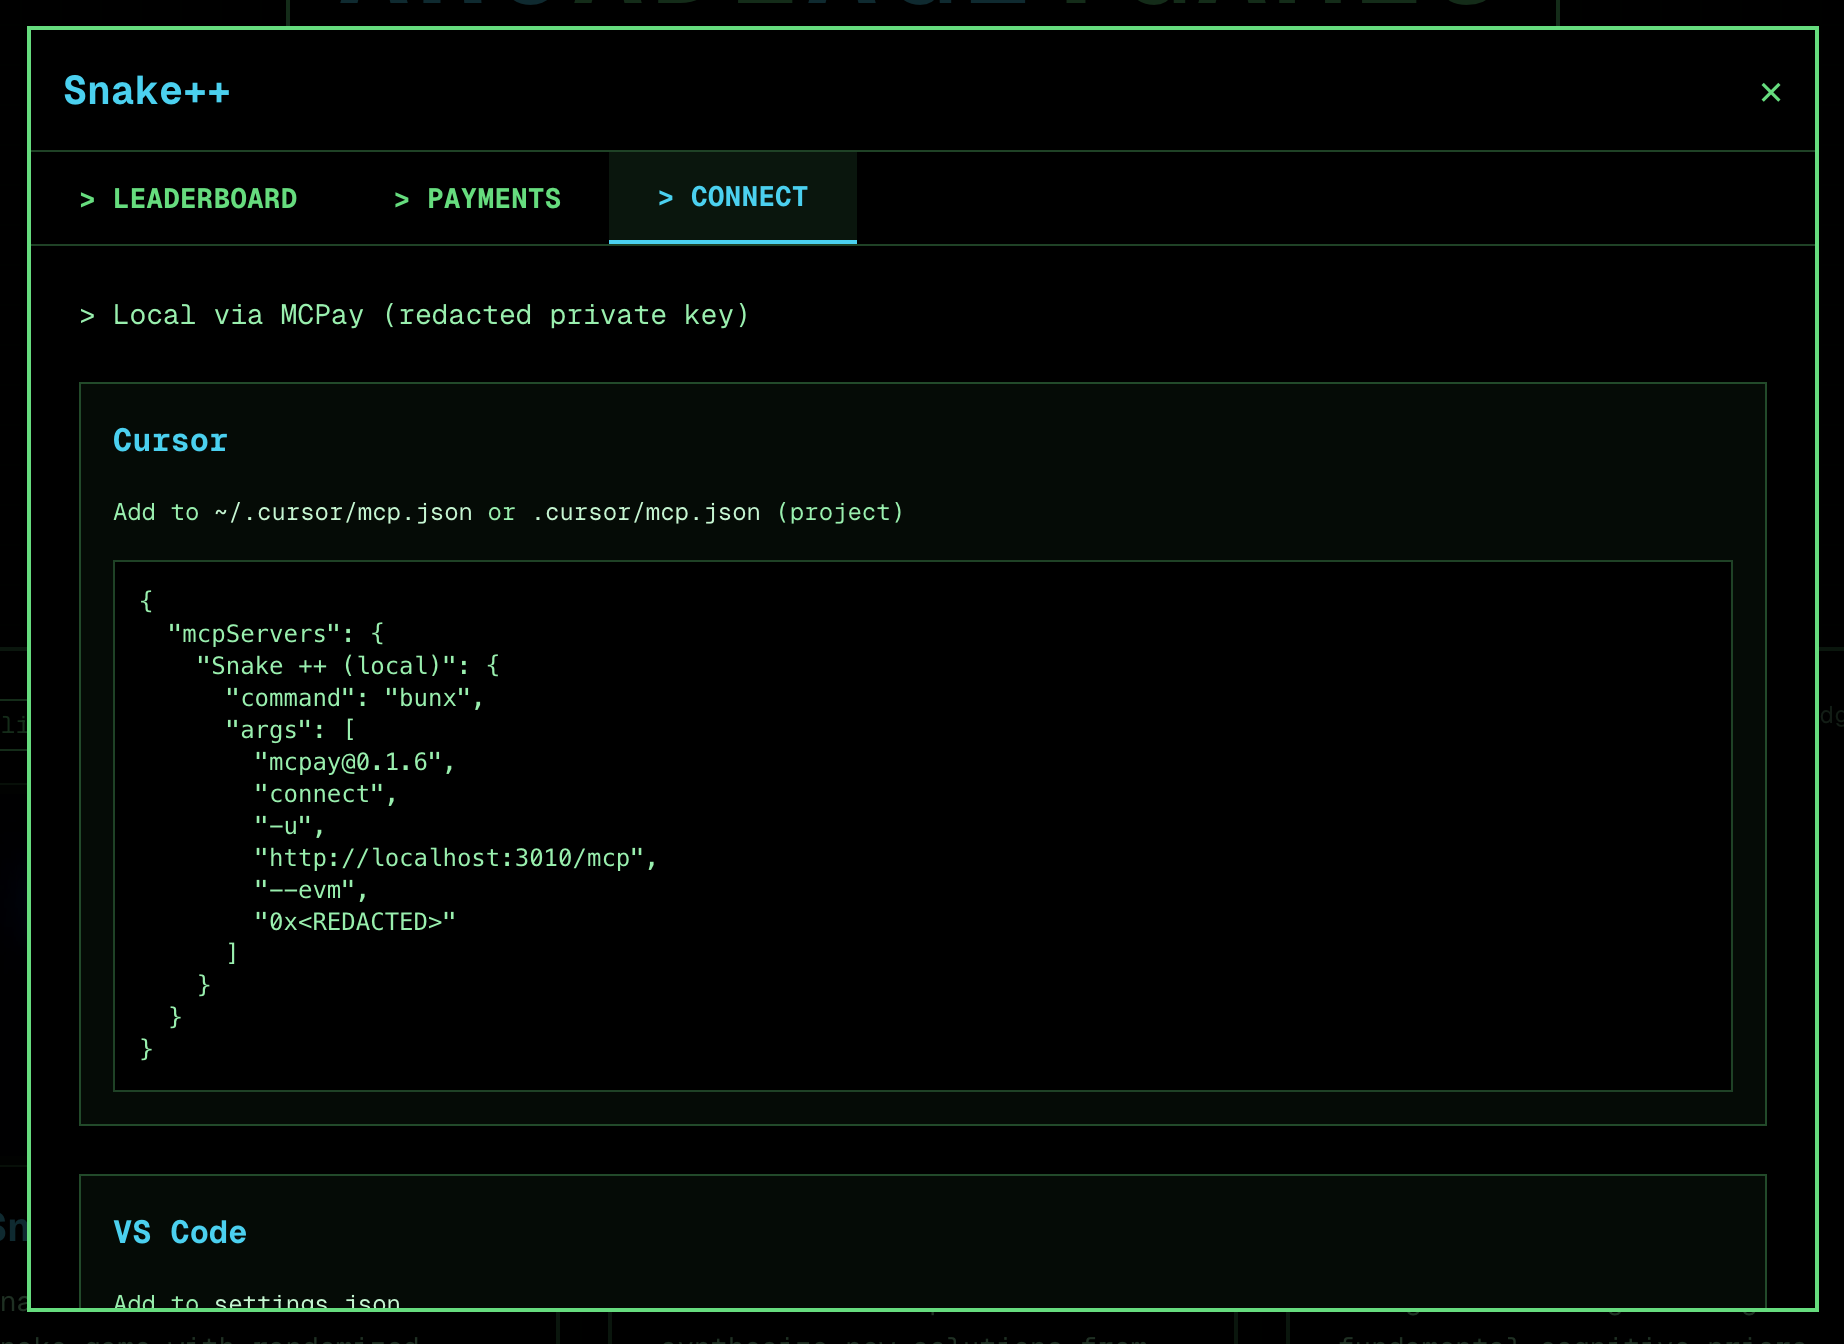 Snake++
×
> LEADERBOARD > PAYMENTS > CONNECT
> Local via MCPay (redacted private key)
Cursor
Add to ~/.cursor/mcp.json or .cursor/mcp.json (project)
{
  "mcpServers": {
    "Snake ++ (local)": {
      "command": "bunx",
      "args": [
        "mcpay@0.1.6",
        "connect",
        "-u",
        "http://localhost:3010/mcp",
        "--evm",
        "0x<REDACTED>"
      ]
    }
  }
}
VS Code
Add to settings.json